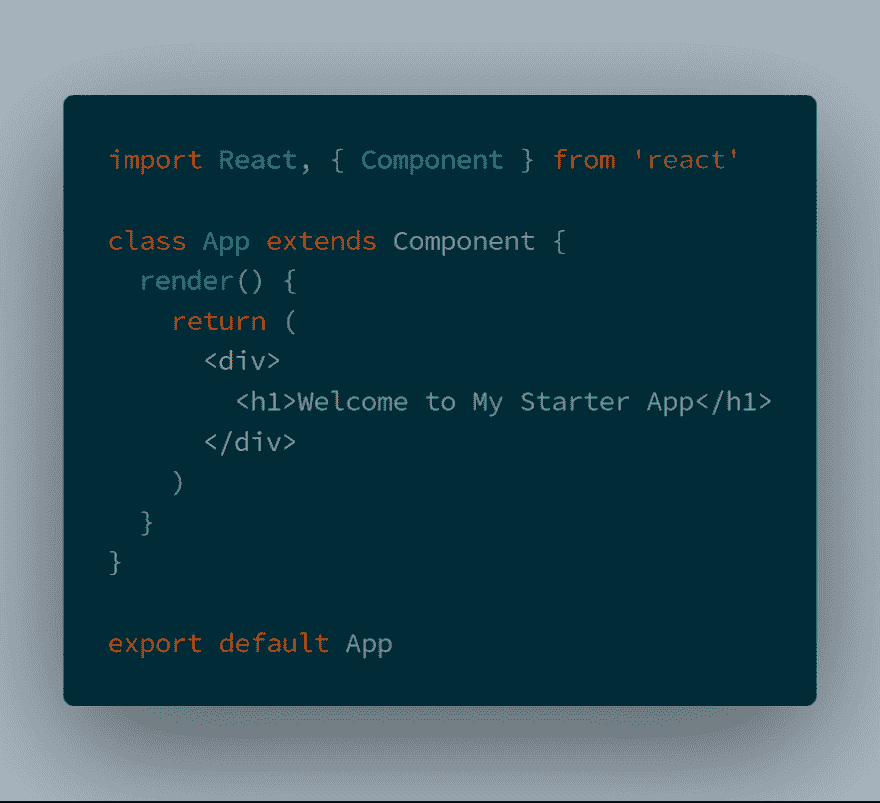 import React, { Component } from 'react'
class App extends Component {
  render() {
    return (
      <div>
        <h1>Welcome to My Starter App</h1>
      </div>
    )
  }
}
export default App